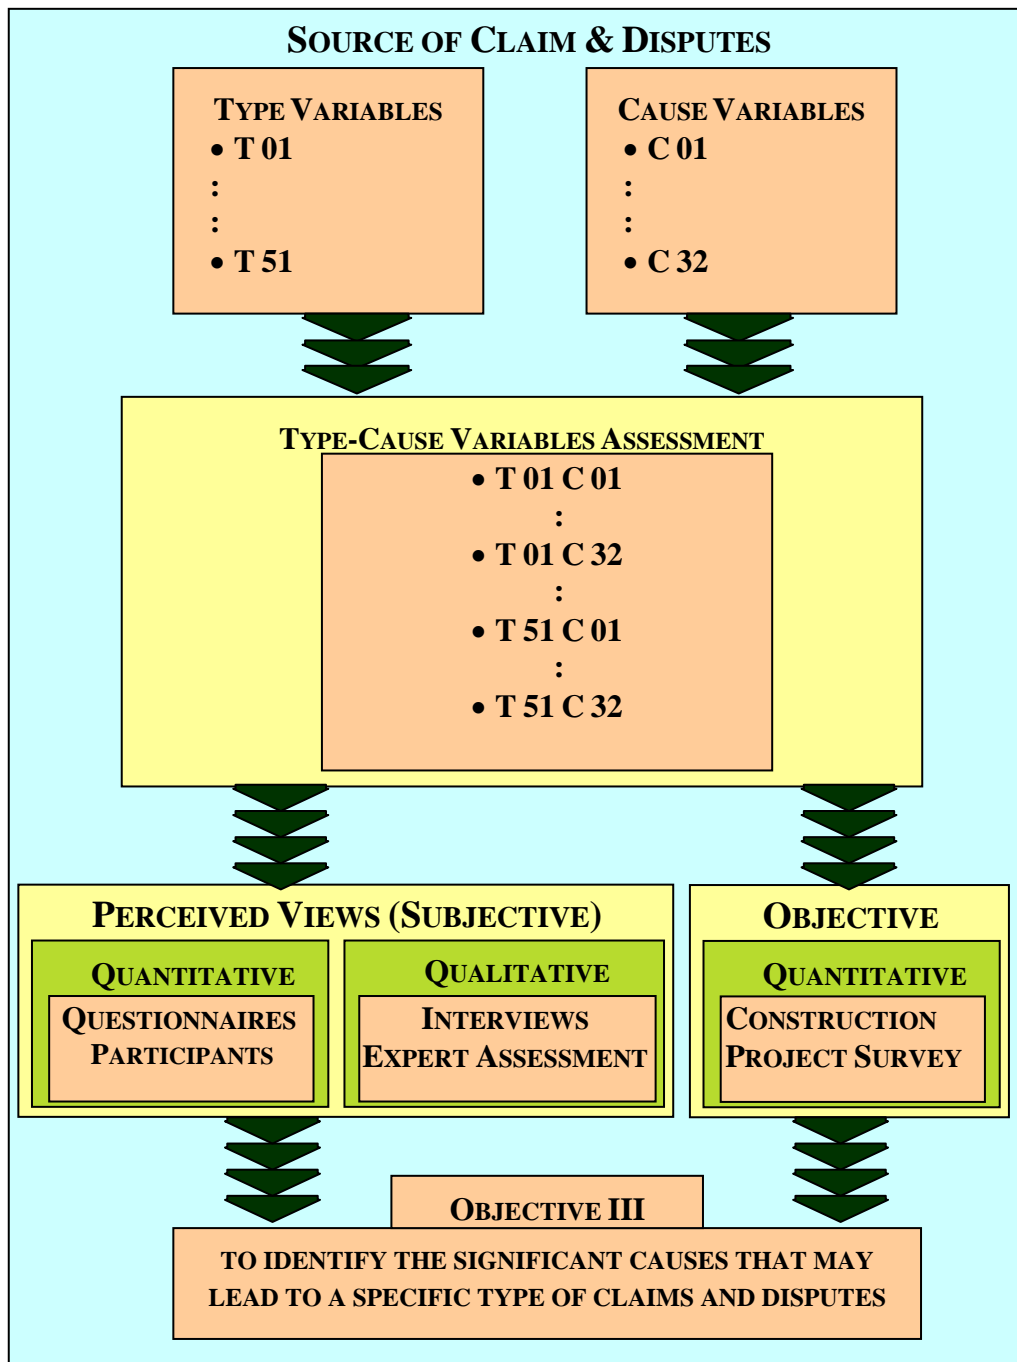 SOURCE OF CLAIM & DISPUTES
TYPE VARIABLES
• T 01
:
:
• T 51
CAUSE VARIABLES
• C 01
:
:
• C 32
TYPE-CAUSE VARIABLES ASSESSMENT
• T 01 C 01
:
• T 01 C 32
:
• T 51 C 01
:
• T 51 C 32
PERCEIVED VIEWS (SUBJECTIVE)
QUANTITATIVE
QUESTIONNAIRES
PARTICIPANTS
QUALITATIVE
INTERVIEWS
EXPERT ASSESSMENT
OBJECTIVE
QUANTITATIVE
CONSTRUCTION
PROJECT SURVEY
OBJECTIVE III
TO IDENTIFY THE SIGNIFICANT CAUSES THAT MAY
LEAD TO A SPECIFIC TYPE OF CLAIMS AND DISPUTES